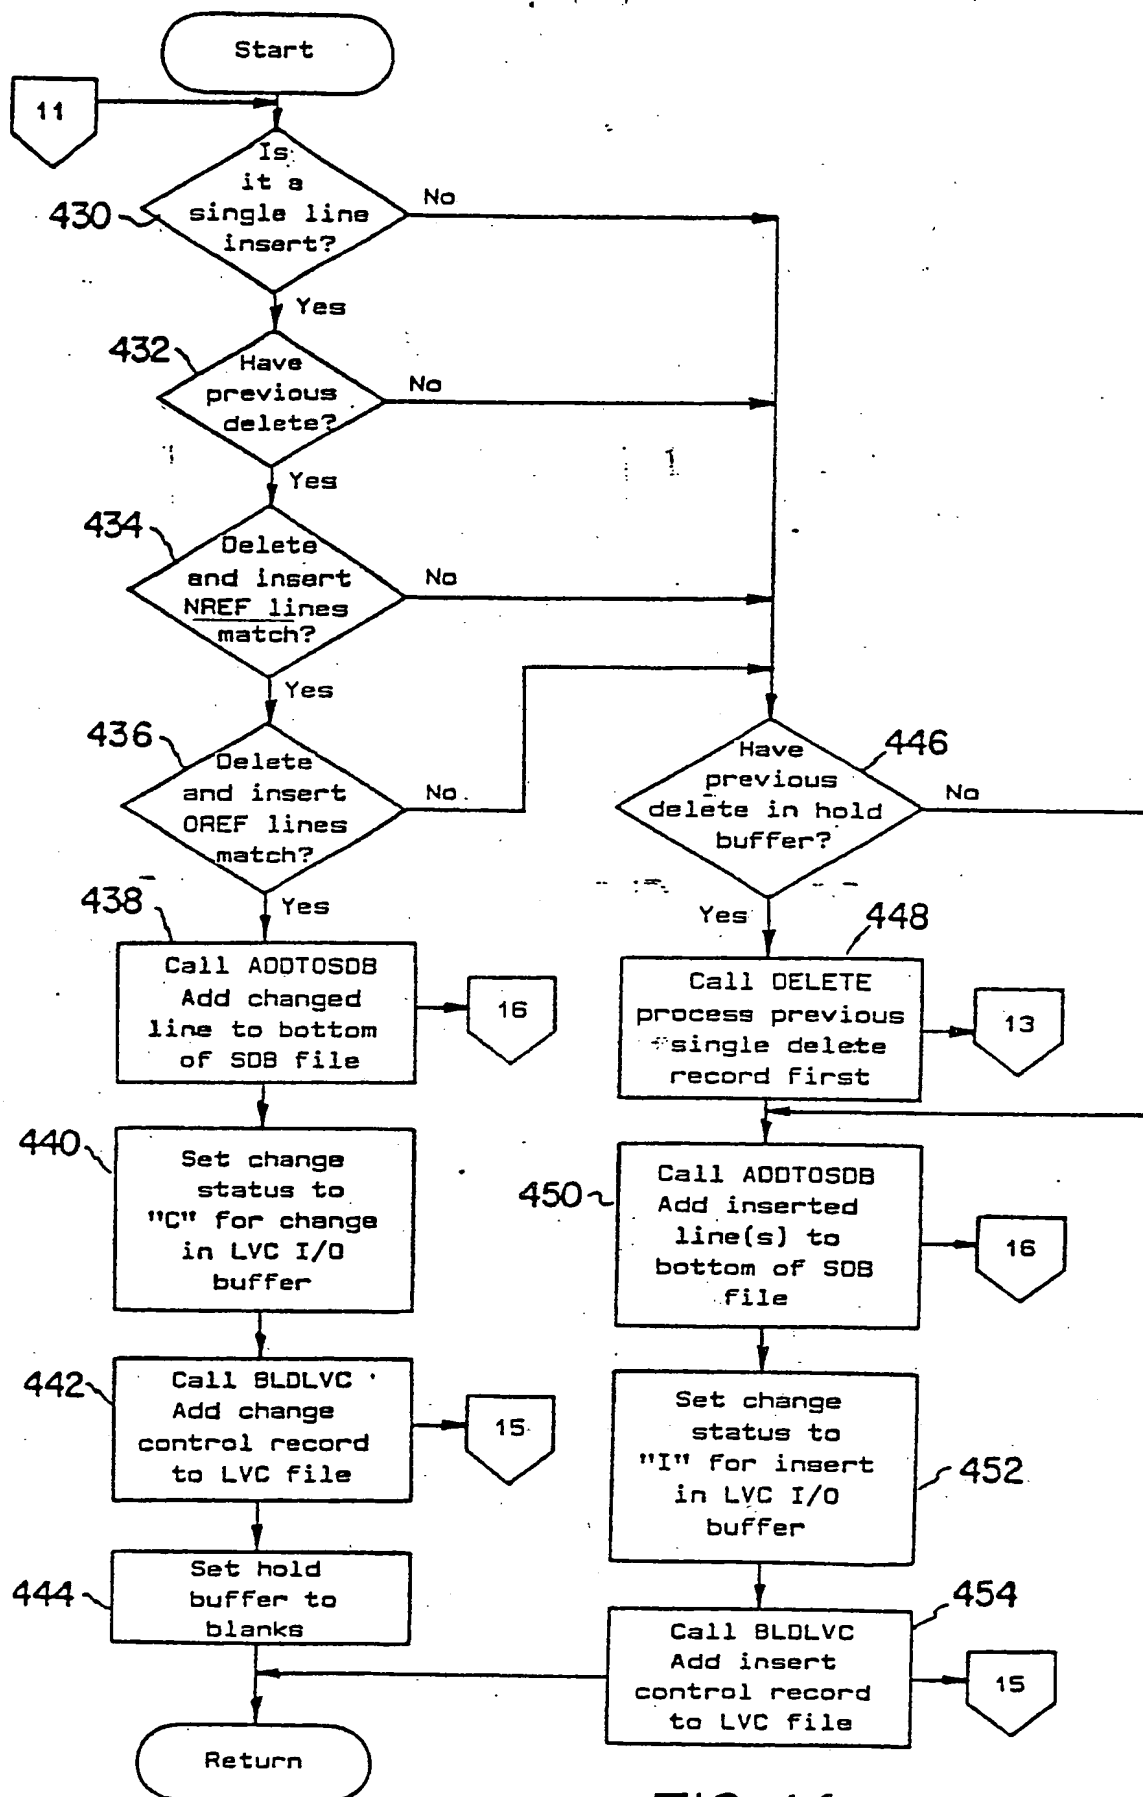 Start
11
Is
it a
single line
insert?
430
No
Yes
432
Have
previous
delete?
No
Yes
434
Delete
and insert
NREF lines
match?
No
Yes
436
Delete
and insert
OREF lines
match?
No
Yes
446
Have
previous
delete in hold
buffer?
No
Yes
438
Call ADDTOSDB
Add changed
line to bottom
of SDB file
16
448
Call DELETE
process previous
single delete
record first
13
440
Set change
status to
"C" for change
in LVC I/O
buffer
450
Call ADDTOSDB
Add inserted
line(s) to
bottom of SDB
file
16
442
Call BLDLVC
Add change
control record
to LVC file
15
Set change
status to
"I" for insert
in LVC I/O
buffer
452
444
Set hold
buffer to
blanks
454
Call BLDLVC
Add insert
control record
to LVC file
15
Return